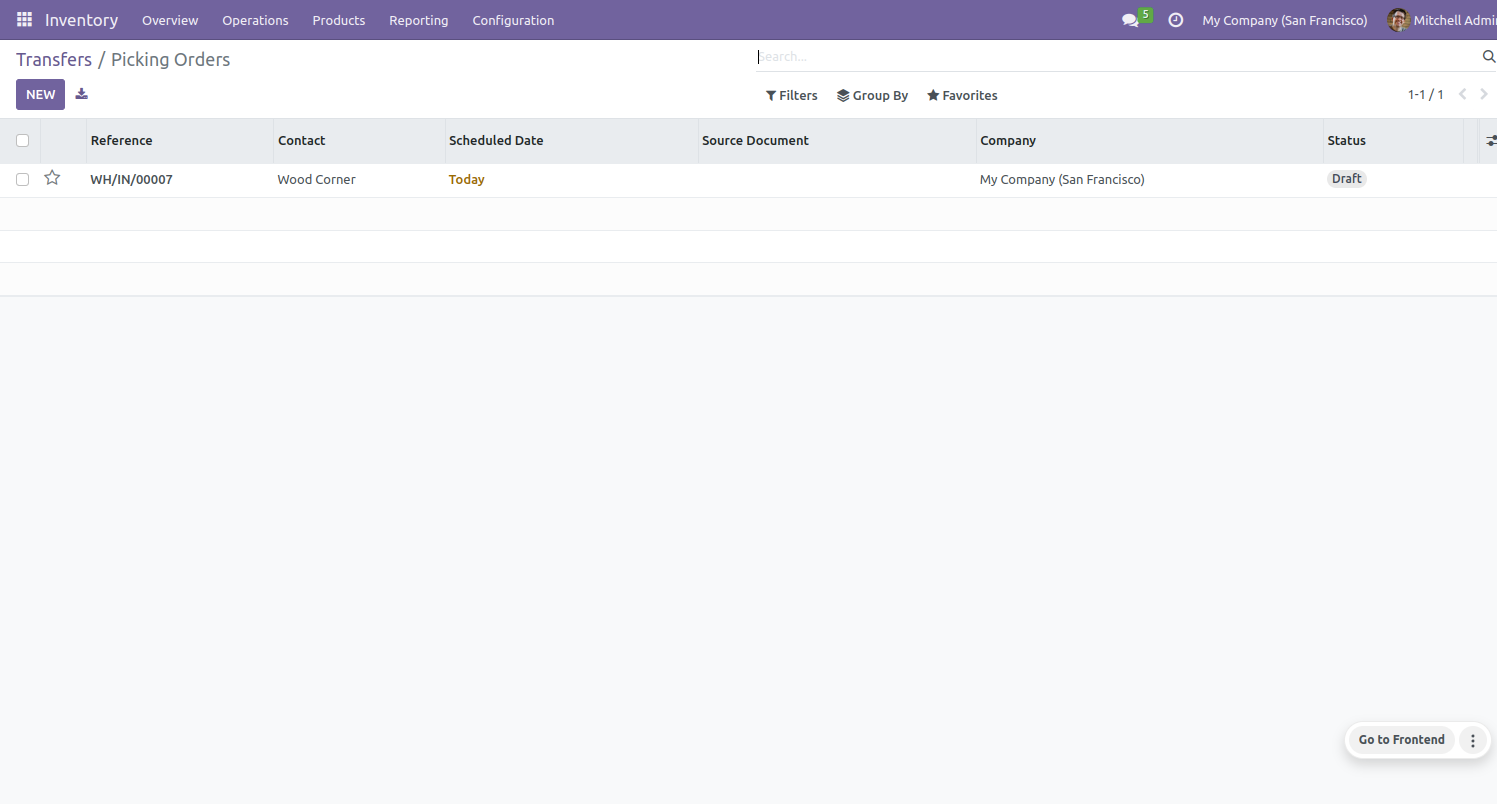 Inventory Overview Operations Products Reporting Configuration 5 My Company (San Francisco) Mitchell Admi
Transfers / Picking Orders Search...
NEW Filters Group By Favorites 1-1 / 1
Reference Contact Scheduled Date Source Document Company Status
WH/IN/00007 Wood Corner Today My Company (San Francisco) Draft
Go to Frontend